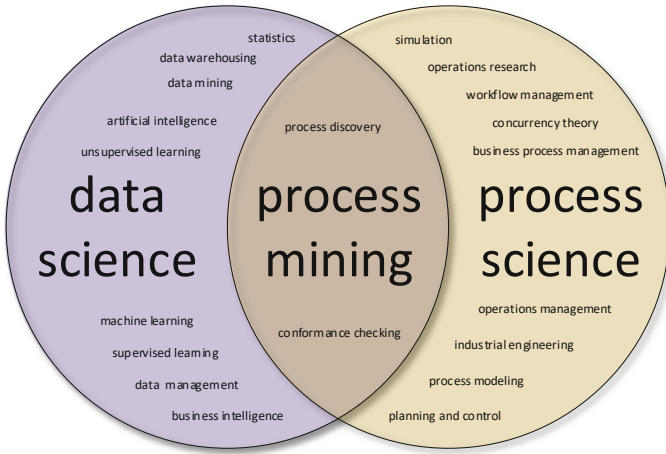 statistics
data warehousing
data mining
artificial intelligence
unsupervised learning
data
science
machine learning
supervised learning
data management
business intelligence
process discovery
process
mining
conformance checking
simulation
operations research
workflow management
concurrency theory
business process management
process
science
operations management
industrial engineering
process modeling
planning and control